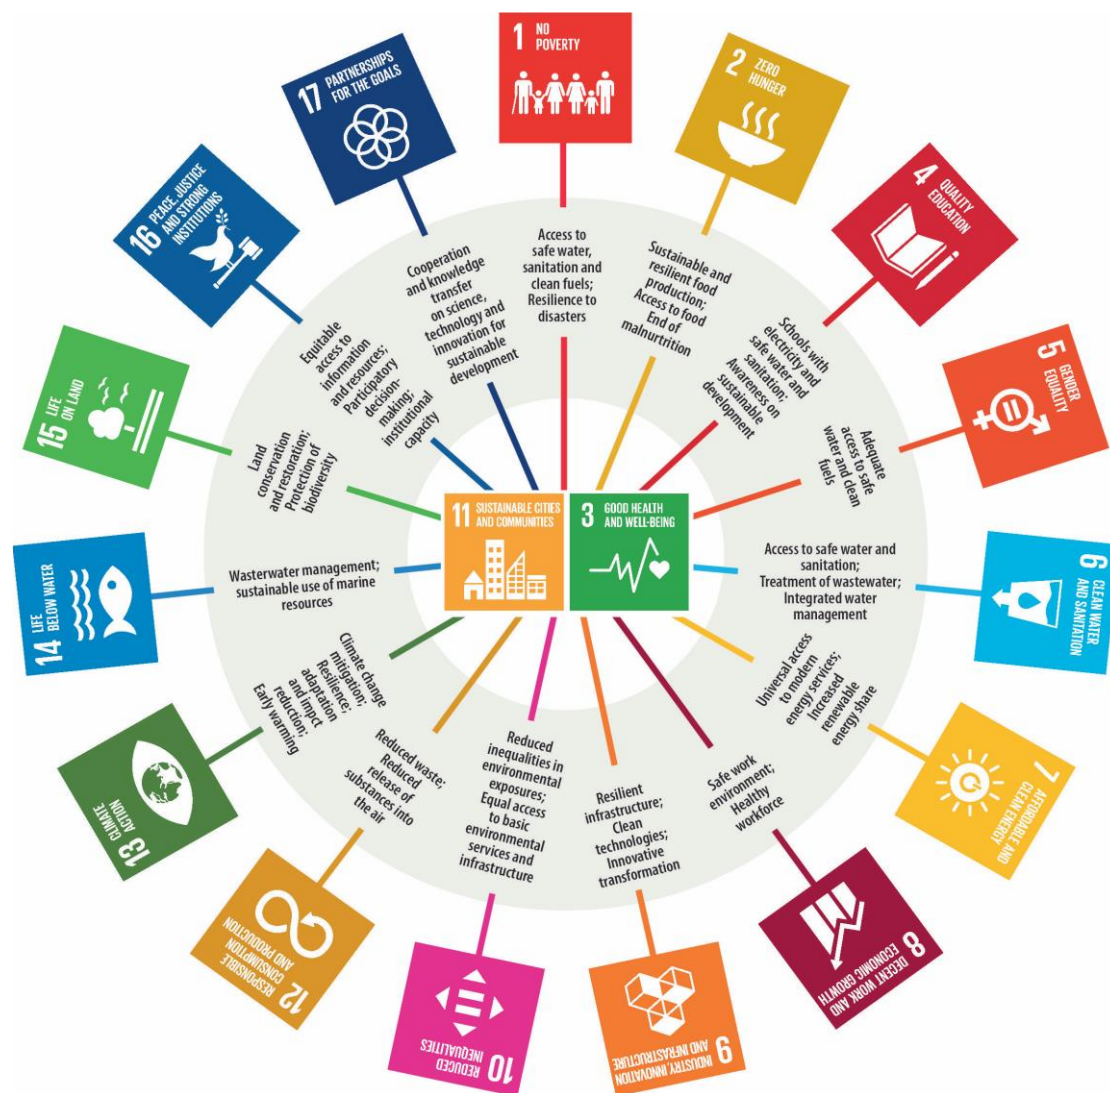 1 NO
POVERTY
Access to
safe water,
sanitation and
clean fuels;
Resilience to
disasters
2 ZERO
HUNGER
Sustainable and
resilient food
production;
Access to food
End of
malnurtrition
4 QUALITY
EDUCATION
Schools with
electricity and
safe water and
sanitation;
Awareness on
sustainable
development
5 GENDER
EQUALITY
Adequate
access to safe
water and clean
fuels
6 CLEAN WATER
AND SANITATION
Access to safe water and
sanitation;
Treatment of wastewater;
Integrated water
management
7 AFFORDABLE AND
CLEAN ENERGY
Universal access
to modern
energy services;
Increased
renewable
energy share
8 DECENT WORK AND
ECONOMIC GROWTH
Safe work
environment;
Healthy
workforce
9 INDUSTRY, INNOVATION
AND INFRASTRUCTURE
Resilient
infrastructure;
Clean
technologies;
Innovative
transformation
10 REDUCED
INEQUALITIES
Reduced
inequalities in
environmental
exposures;
Equal access
to basic
environmental
services and
infrastructure
12 RESPONSIBLE
CONSUMPTION
AND PRODUCTION
Reduced waste;
Reduced
release of
substances into
the air
13 CLIMATE
ACTION
Climate change
mitigation;
Resilience;
adaptation
and impct
reduction;
Early warming
14 LIFE
BELOW WATER
Wasterwater management;
sustainable use of marine
resources
15 LIFE
ON LAND
Land
conservation
and restoration;
Protection of
biodiversity
16 PEACE, JUSTICE
AND STRONG
INSTITUTIONS
Equitable
access to
information
and resources;
Participatory
decision-
making;
institutional
capacity
17 PARTNERSHIPS
FOR THE GOALS
Cooperation
and knowledge
transfer
on science,
technology and
innovation for
sustainable
development
11 SUSTAINABLE CITIES
AND COMMUNITIES
3 GOOD HEALTH
AND WELL-BEING